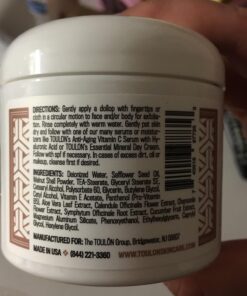 DIRECTIONS: Gently apply a dollop with fingertips or
cloth in a circular motion to face and/or body for exfolia-
tion. Rinse completely with warm water. Gently pat skin
dry and follow with one of our many serums or moistur-
izers like TOULON's Anti-Aging Vitamin C Serum with Hy-
aluronic Acid or TOULON's Essential Mineral Day Cream.
Follow with spf if necessary. In cases of excess dirt, oil or
makeup, cleanse first if desired.
INGREDIENTS: Deionized Water, Safflower Seed Oil,
Walnut Shell Powder, TEA-Stearate, Glyceryl Stearate SE,
Cetearyl Alcohol, Polysorbate 60, Glycerin, Butylene Glycol,
Cetyl Alcohol, Vitamin E Acetate, Panthenol (Pro-Vitamin
B5), Aloe Vera Leaf Extract, Calendula Officinalis Flower Extract, Chamomile
Flower Extract, Symphytum Officinale Root Extract, Cucumber Fruit Extract,
Magnesium Aluminum Silicate, Phenoxyethanol, Ethylhexylglycerin, Caprylyl
Glycol, Hexylene Glycol.
MANUFACTURED FOR: The TOULON Group, Bridgewater, NJ 08807
MADE IN USA (844) 221-3360 WWW.TOULONSKINCARE.COM